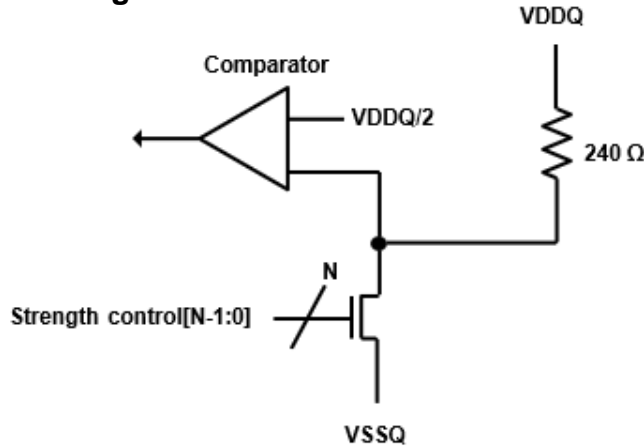 VDDQ
Comparator
VDDQ/2
240 Ω
N
Strength control[N-1:0]
VSSQ